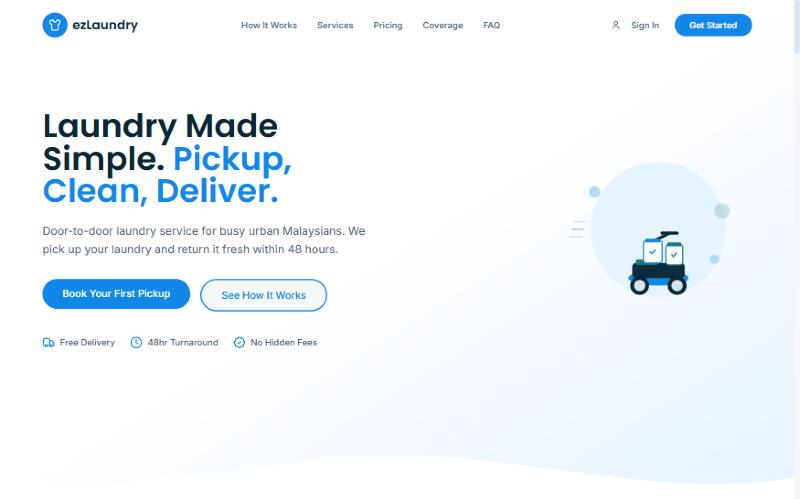 ezLaundry
How It Works
Services
Pricing
Coverage
FAQ
Sign In
Get Started
Laundry Made
Simple. Pickup,
Clean, Deliver.
Door-to-door laundry service for busy urban Malaysians. We
pick up your laundry and return it fresh within 48 hours.
Book Your First Pickup
See How It Works
Free Delivery
48hr Turnaround
No Hidden Fees